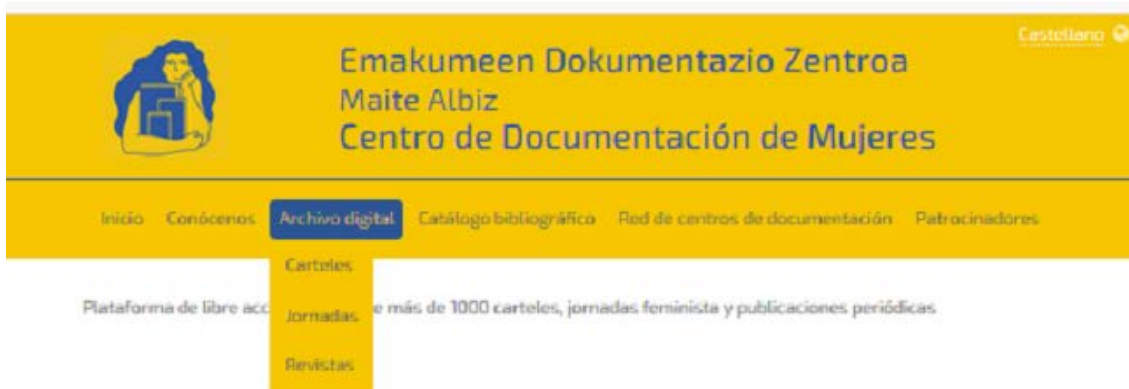 Castellano
Emakumeen Dokumentazio Zentroa
Maite Albiz
Centro de Documentación de Mujeres
Inicio Conócenos Archivo digital Catálogo bibliográfico Red de centros de documentación Patrocinadores
Carteles
Plataforma de libre acc e más de 1000 carteles, jornadas feminista y publicaciones periódicas
Jornadas
Revistas